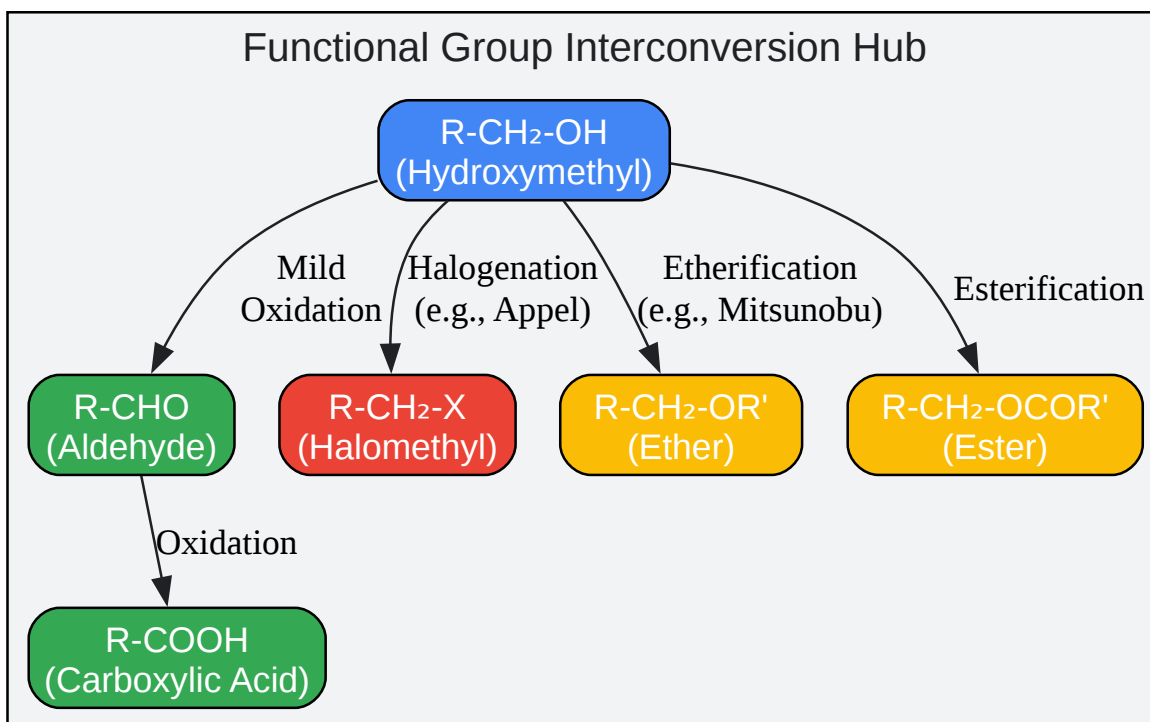 Functional Group Interconversion Hub
R-CH₂-OH
(Hydroxymethyl)
Mild
Oxidation
Halogenation
(e.g., Appel)
Etherification
(e.g., Mitsunobu)
Esterification
R-CHO
(Aldehyde)
R-CH₂-X
(Halomethyl)
R-CH₂-OR'
(Ether)
R-CH₂-OCOR'
(Ester)
Oxidation
R-COOH
(Carboxylic Acid)